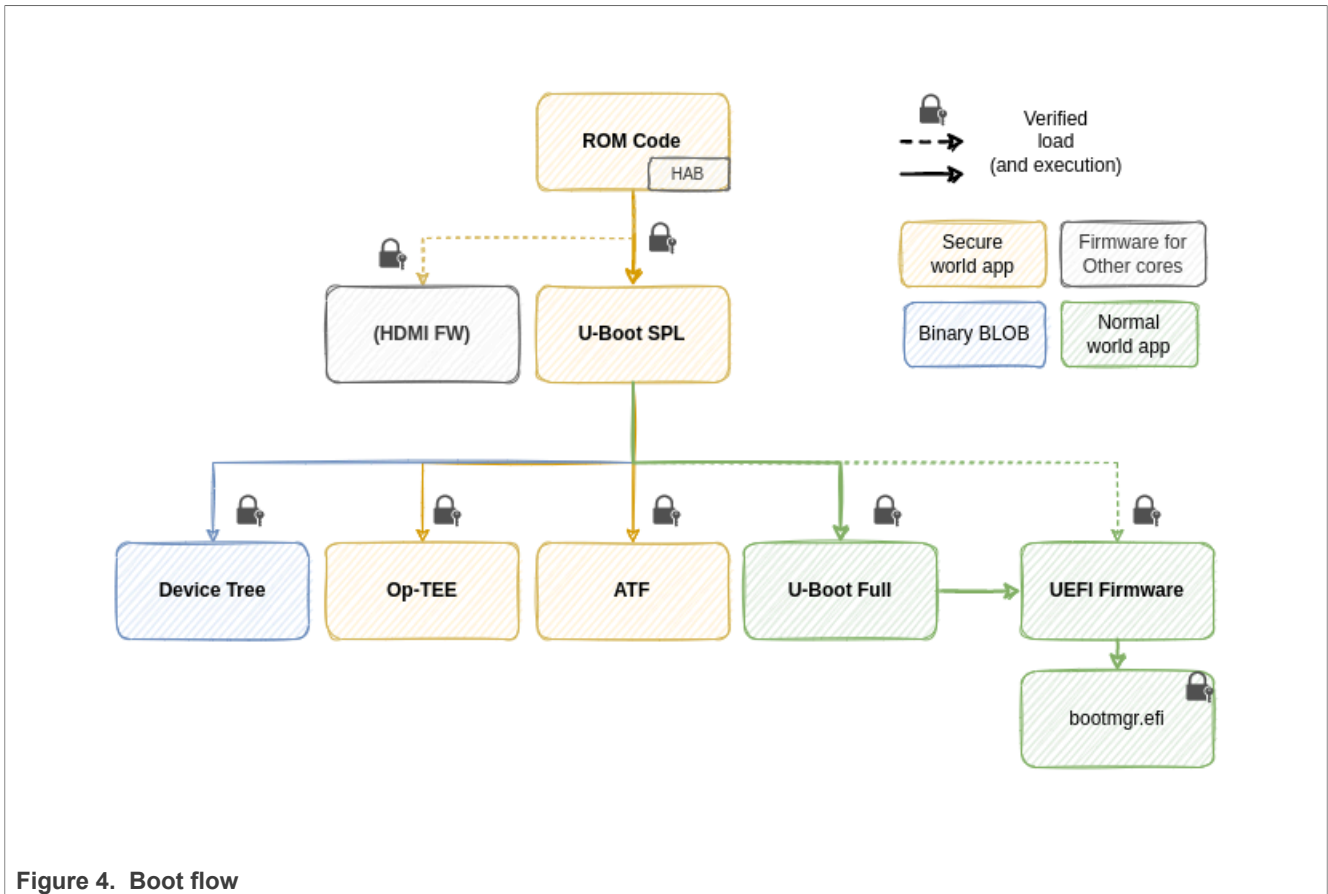 ROM Code
HAB
Verified
load
(and execution)
Secure
world app
Firmware for
Other cores
(HDMI FW)
U-Boot SPL
Binary BLOB
Normal
world app
Device Tree
Op-TEE
ATF
U-Boot Full
UEFI Firmware
bootmgr.efi
Figure 4. Boot flow